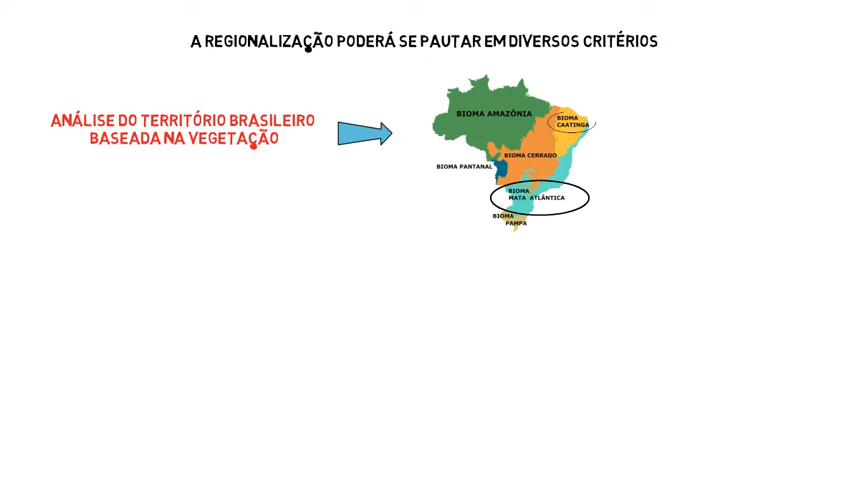 A REGIONALIZAÇÃO PODERÁ SE PAUTAR EM DIVERSOS CRITÉRIOS
ANÁLISE DO TERRITÓRIO BRASILEIRO
BASEADA NA VEGETAÇÃO
BIOMA AMAZÔNIA
BIOMA
CAATINGA
BIOMA CERRADO
BIOMA PANTANAL
BIOMA
MATA ATLÂNTICA
BIOMA
PAMPA